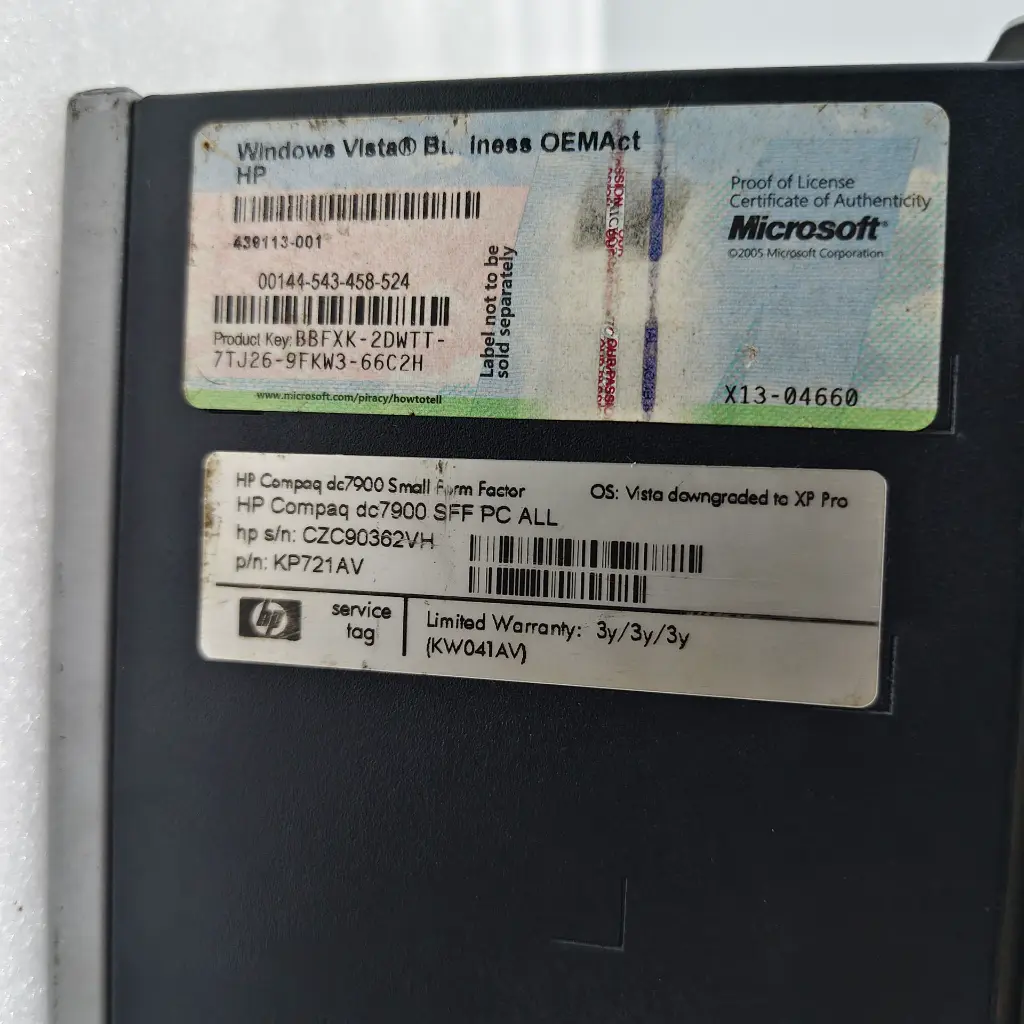 Windows Vista® Bu iness OEMAct
HP
439113-001
00144-543-458-524
Product Key: BBFXK-2DWTT-
7TJ26-9FKW3-66C2H
Label not to be
sold separately
www.microsoft.com/piracy/howtotell
Proof of License
Certificate of Authenticity
Microsoft®
©2005 Microsoft Corporation
X13-04660
HP Compaq dc7900 Small Form Factor
OS: Vista downgraded to XP Pro
HP Compaq dc7900 SFF PC ALL
hp s/n: CZC90362VH
p/n: KP721AV
hp
service
tag
Limited Warranty: 3y/3y/3y
(KW041AV)